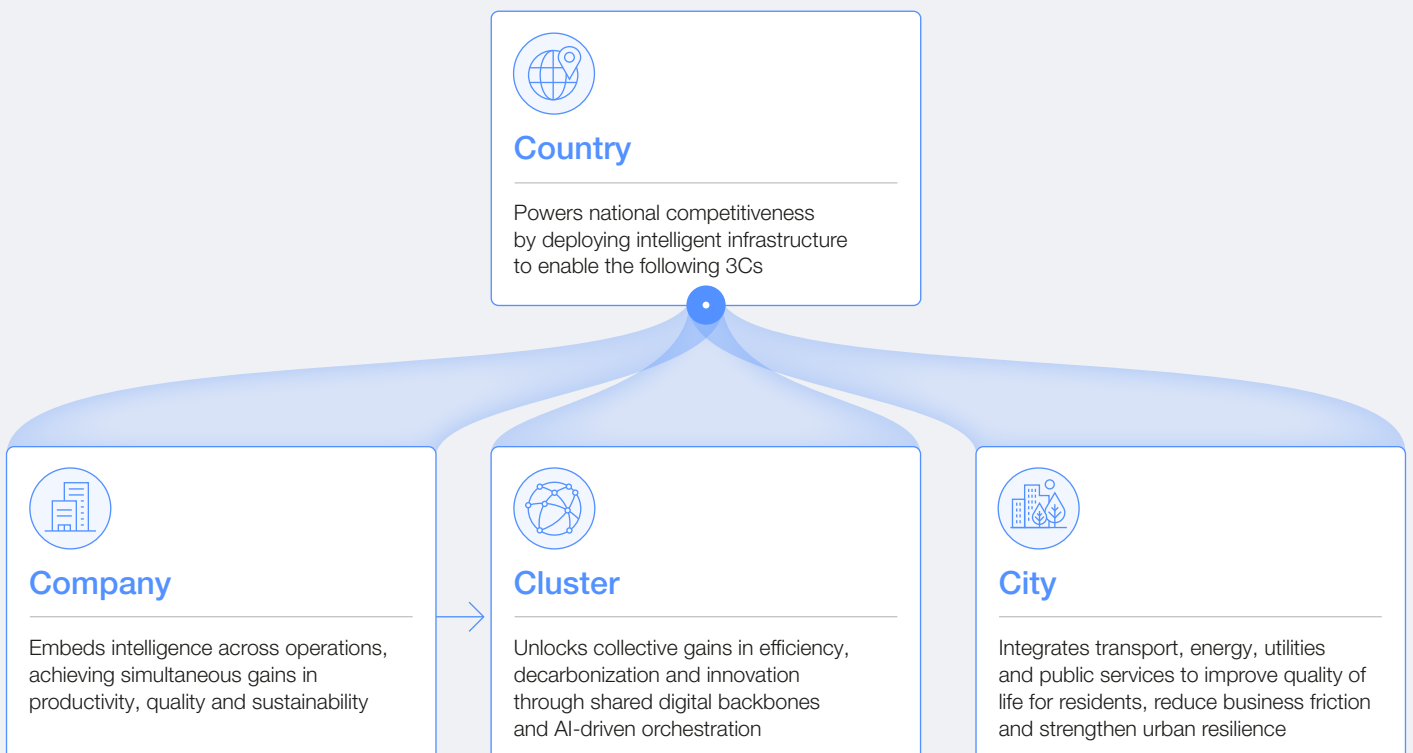 Country
Powers national competitiveness
by deploying intelligent infrastructure
to enable the following 3Cs
Company
Embeds intelligence across operations,
achieving simultaneous gains in
productivity, quality and sustainability
Cluster
Unlocks collective gains in efficiency,
decarbonization and innovation
through shared digital backbones
and AI-driven orchestration
City
Integrates transport, energy, utilities
and public services to improve quality of
life for residents, reduce business friction
and strengthen urban resilience